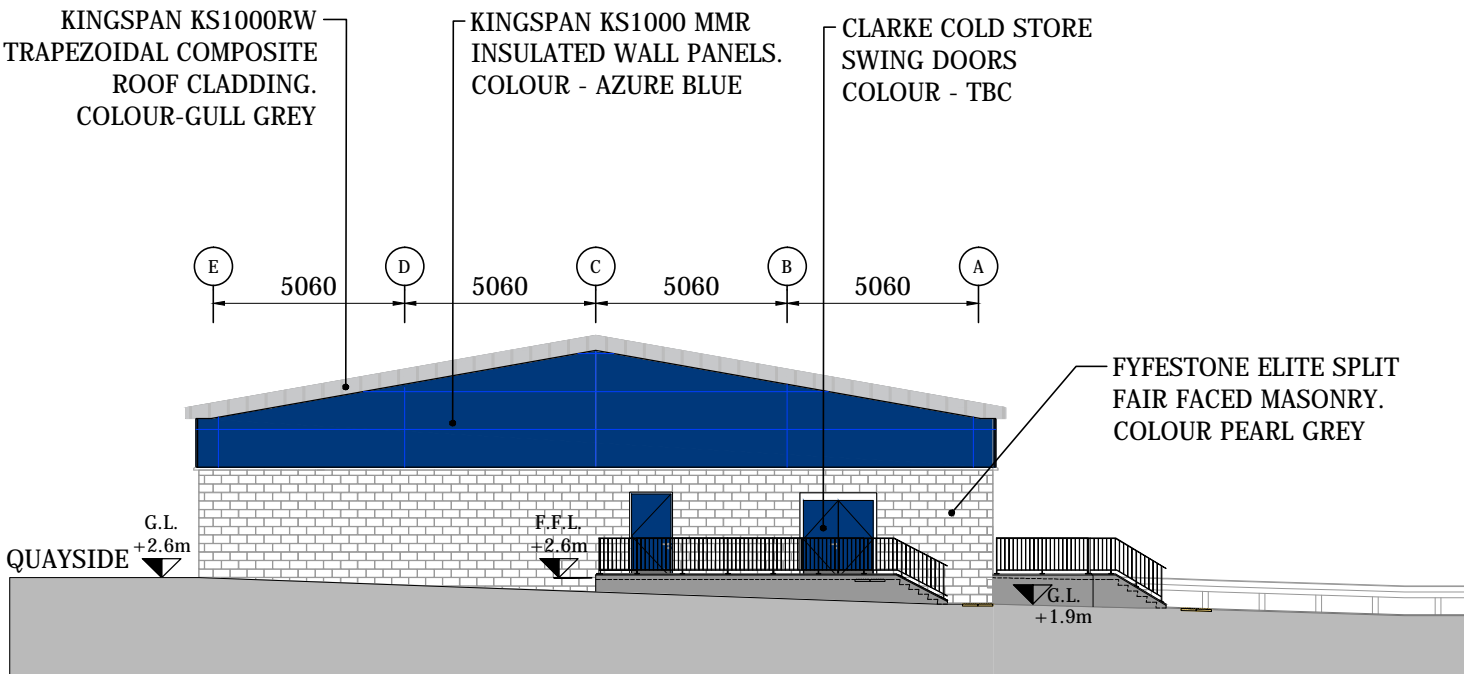 KINGSPAN KS1000RW
TRAPEZOIDAL COMPOSITE
ROOF CLADDING.
COLOUR-GULL GREY
KINGSPAN KS1000 MMR
INSULATED WALL PANELS.
COLOUR - AZURE BLUE
CLARKE COLD STORE
SWING DOORS
COLOUR - TBC
E
D
C
B
A
5060
5060
5060
5060
FYFESTONE ELITE SPLIT
FAIR FACED MASONRY.
COLOUR PEARL GREY
QUAYSIDE
G.L.
+2.6m
F.F.L.
+2.6m
G.L.
+1.9m